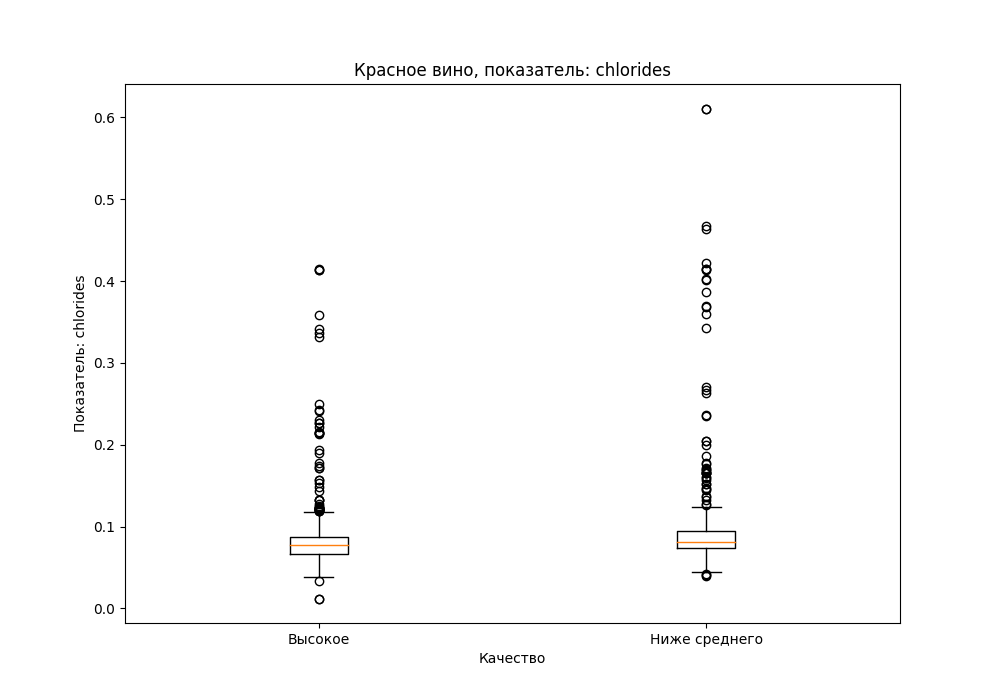 Красное вино, показатель: chlorides
Показатель: chlorides
0.6
0.5
0.4
0.3
0.2
0.1
0.0
Высокое
Ниже среднего
Качество